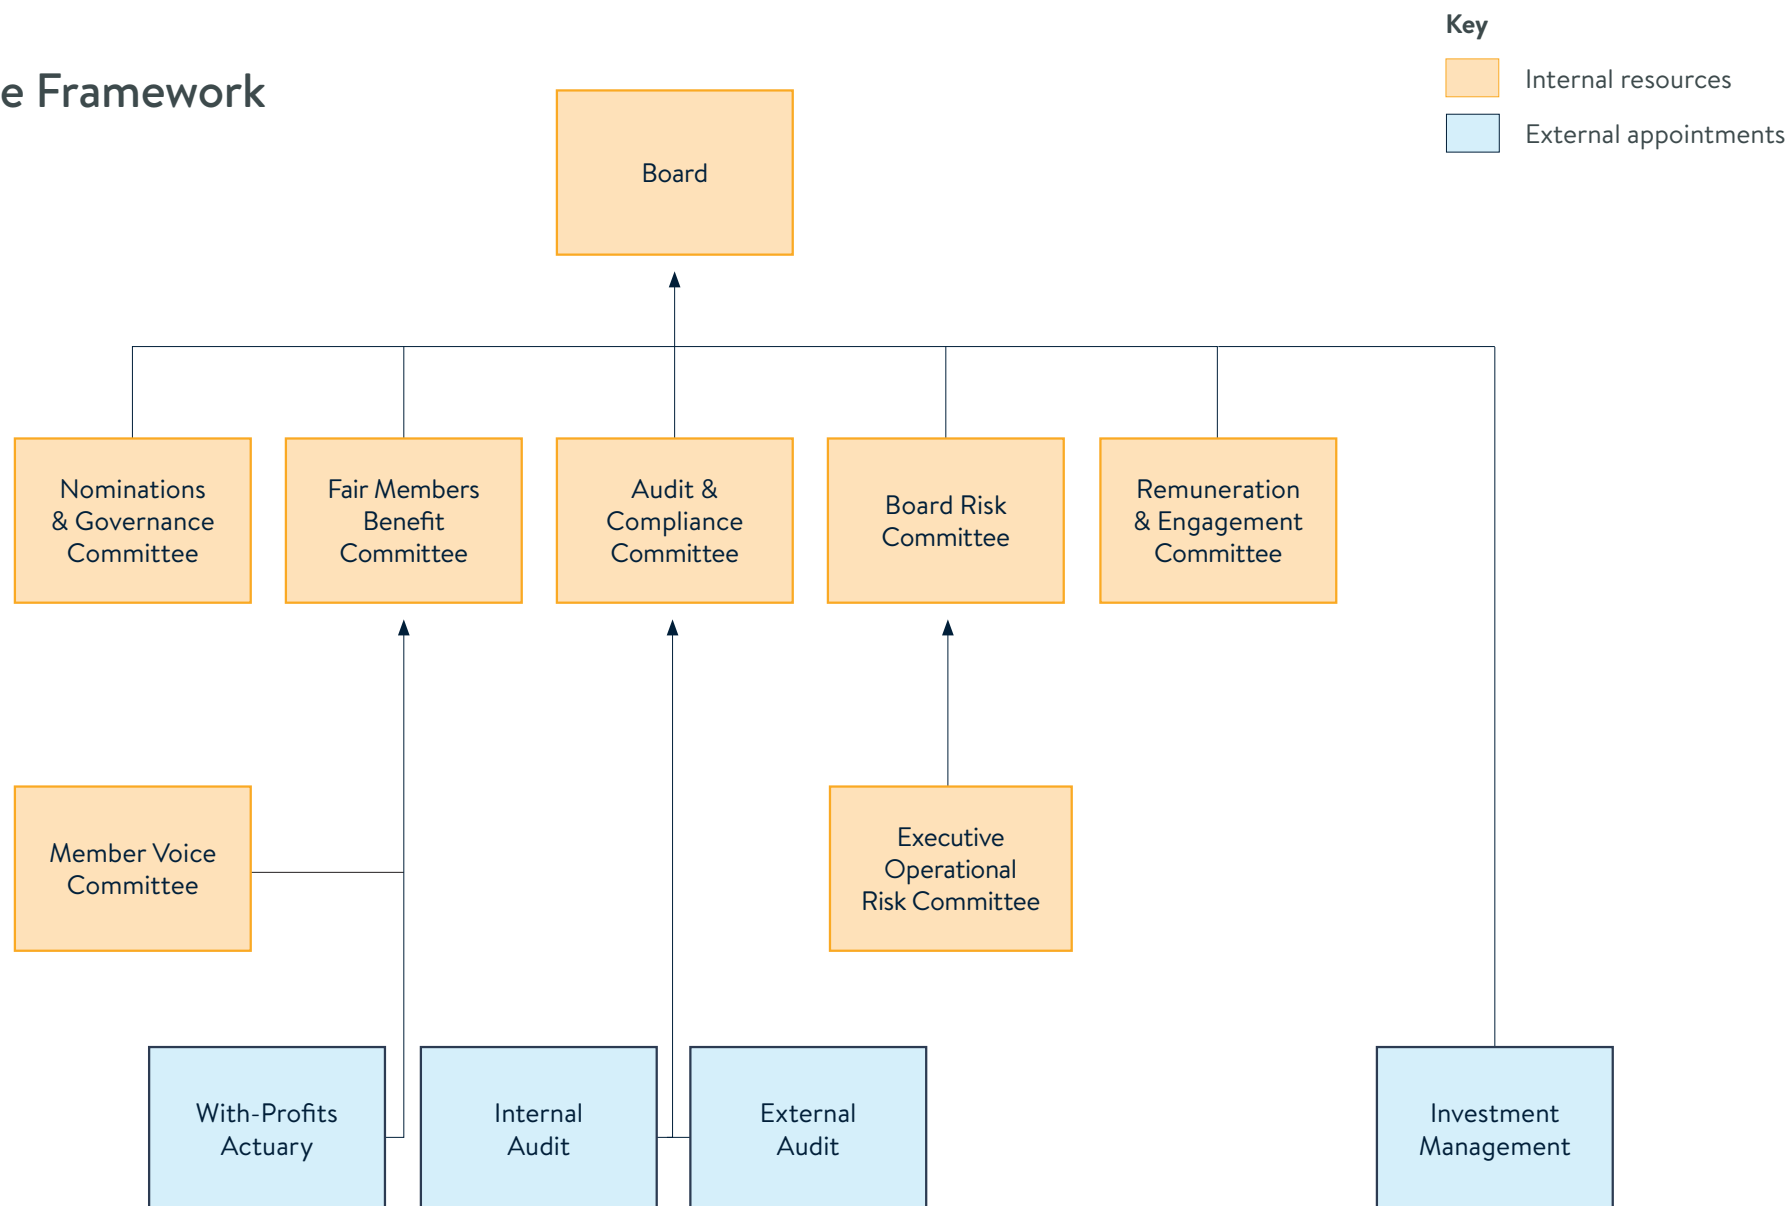 e Framework
Key
Internal resources
External appointments
Board
Nominations
& Governance
Committee
Fair Members
Benefit
Committee
Audit &
Compliance
Committee
Board Risk
Committee
Remuneration
& Engagement
Committee
Member Voice
Committee
Executive
Operational
Risk Committee
With-Profits
Actuary
Internal
Audit
External
Audit
Investment
Management